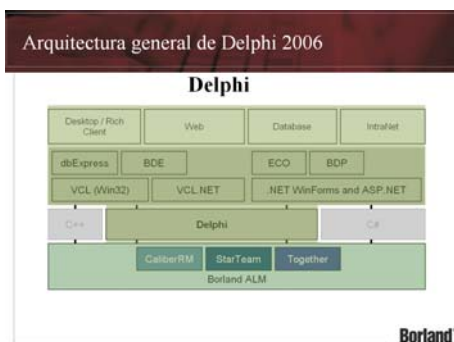 Arquitectura general de Delphi 2006
Delphi
Desktop / Rich
Client
Web
Database
IntraNet
dbExpress
BDE
ECO
BDP
VCL (Win32)
VCL.NET
.NET WinForms and ASP.NET
C++
Delphi
C#
CaliberRM
StarTeam
Together
Borland ALM
Borland